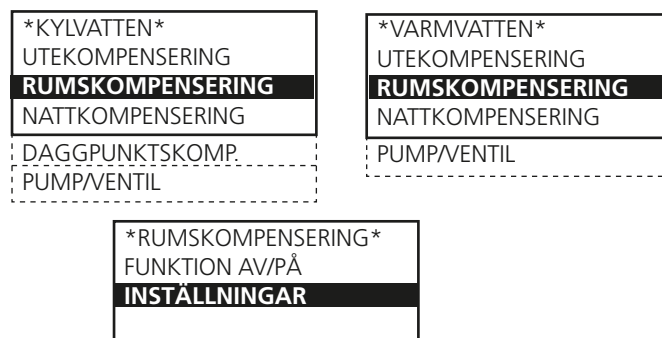 *KYLVATTEN*
UTEKOMPENSERING
RUMSKOMPENSERING
NATTKOMPENSERING
DAGGPUNKTSKOMP.
PUMP/VENTIL
*VARMVATTEN*
UTEKOMPENSERING
RUMSKOMPENSERING
NATTKOMPENSERING
PUMP/VENTIL
*RUMSKOMPENSERING*
FUNKTION AV/PÅ
INSTÄLLNINGAR